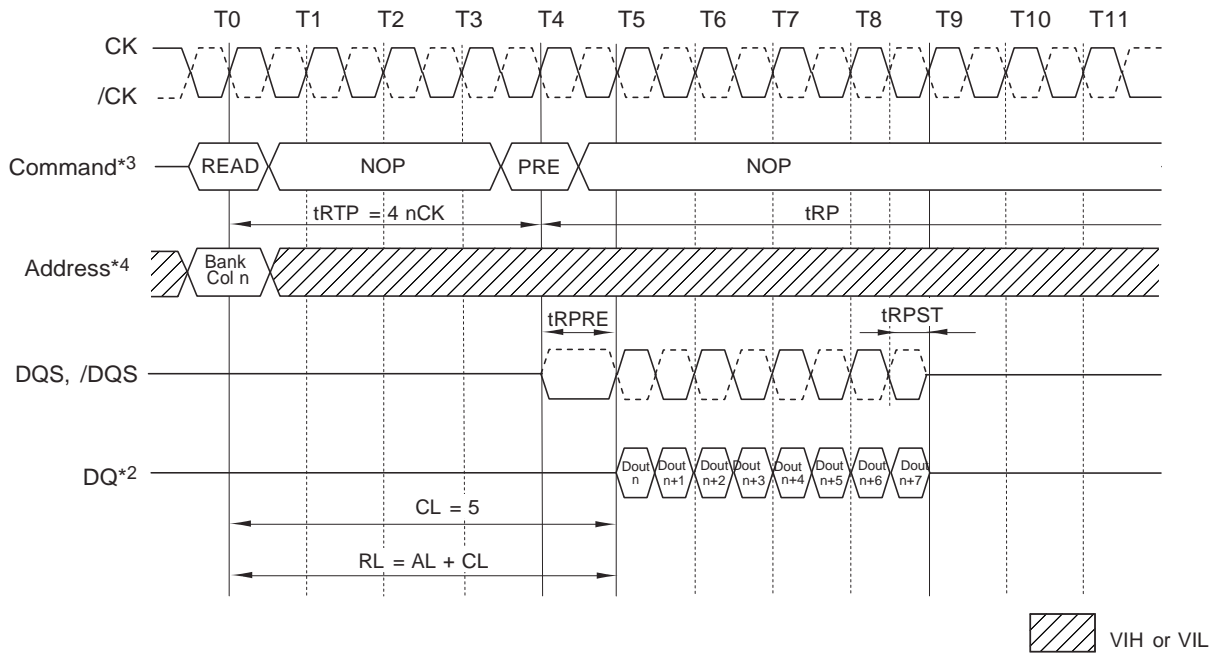 T0 T1 T2 T3 T4 T5 T6 T7 T8 T9 T10 T11
CK
/CK
Command*3 READ NOP PRE NOP
tRTP = 4 nCK tRP
Address*4 Bank Col n
tRPRE tRPST
DQS, /DQS
DQ*2 Dout n Dout n+1 Dout n+2 Dout n+3 Dout n+4 Dout n+5 Dout n+6 Dout n+7
CL = 5
RL = AL + CL
VIH or VIL